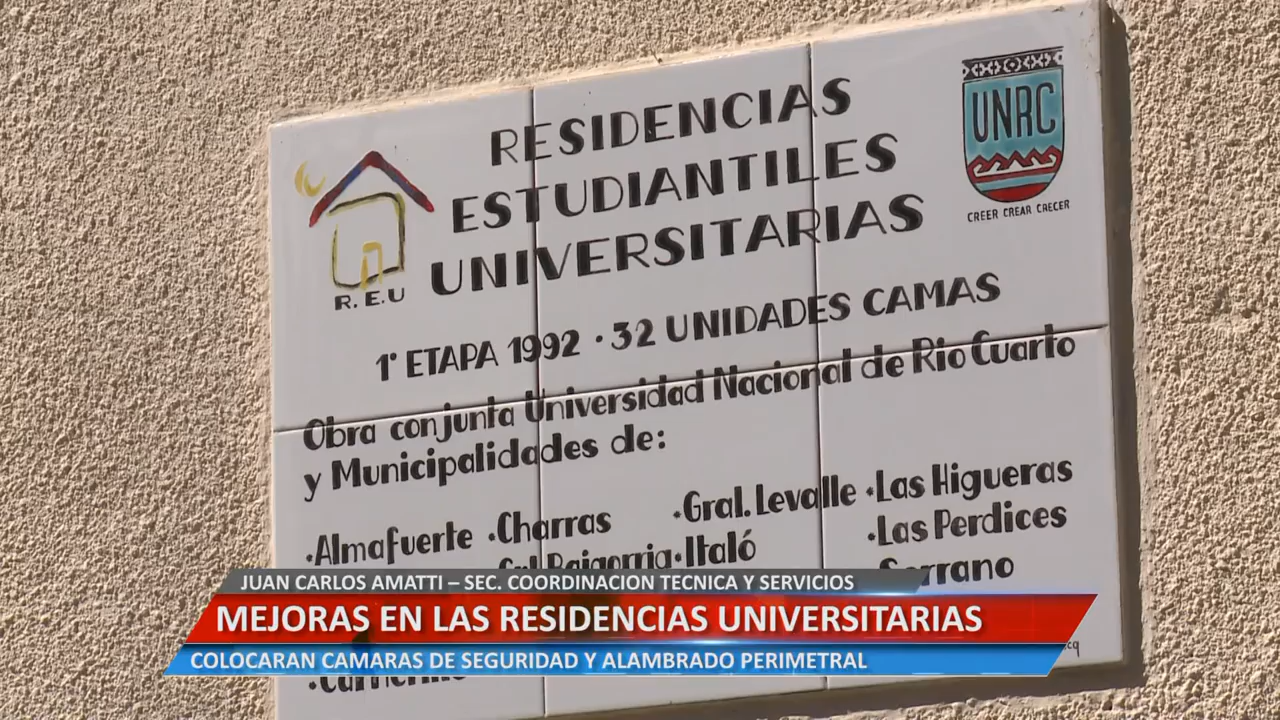 RESIDENCIAS
ESTUDIANTILES
UNIVERSITARIAS
R.E.U
UNRC
CREER CREAR CRECER
1° ETAPA 1992 · 32 UNIDADES CAMAS
Obra conjunta Universidad Nacional de Rio Cuarto
y Municipalidades de:
·Almafuerte ·Charras ·Gral. Levalle ·Las Higueras
·Italó ·Las Perdices
JUAN CARLOS AMATTI – SEC. COORDINACION TECNICA Y SERVICIOS
MEJORAS EN LAS RESIDENCIAS UNIVERSITARIAS
COLOCARAN CAMARAS DE SEGURIDAD Y ALAMBRADO PERIMETRAL